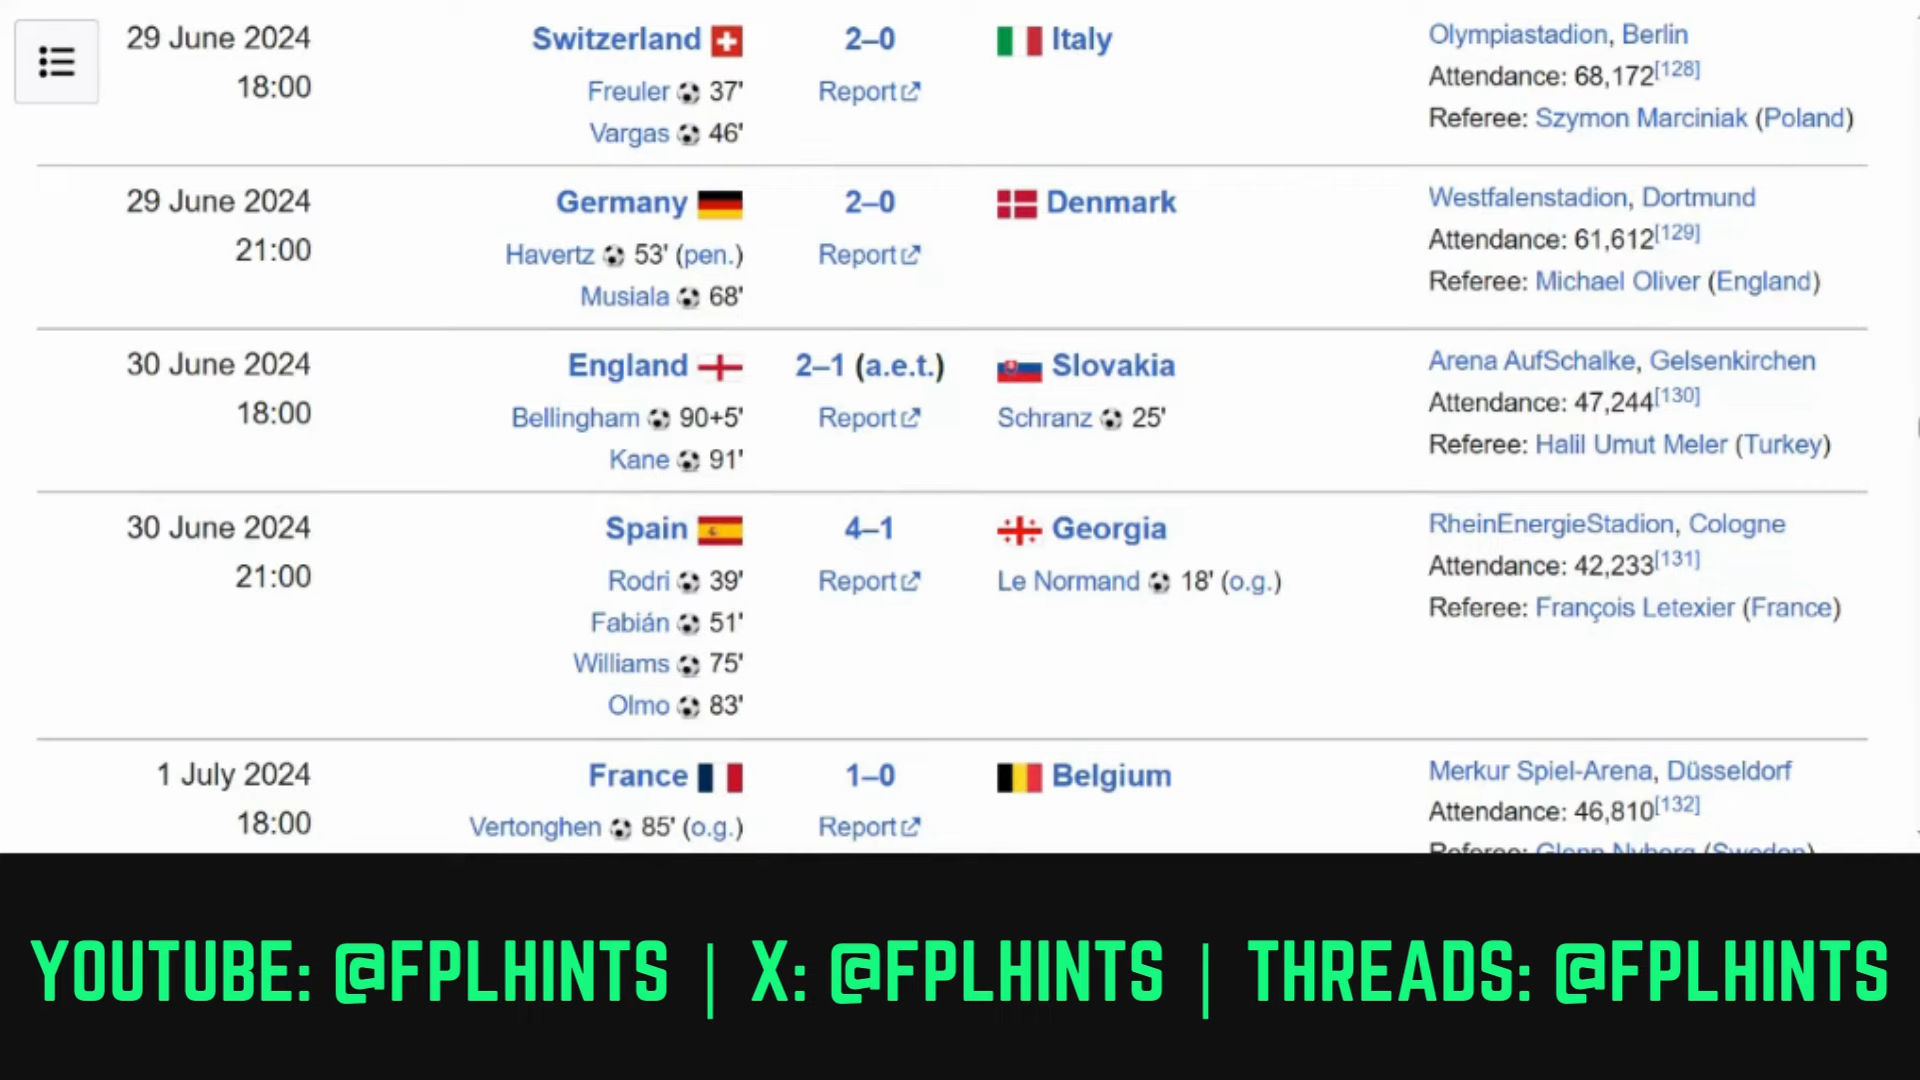 29 June 2024 Switzerland 2–0 Italy Olympiastadion, Berlin
18:00 Freuler 37' Report Attendance: 68,172[128]
Vargas 46' Referee: Szymon Marciniak (Poland)
29 June 2024 Germany 2–0 Denmark Westfalenstadion, Dortmund
21:00 Havertz 53' (pen.) Report Attendance: 61,612[129]
Musiala 68' Referee: Michael Oliver (England)
30 June 2024 England 2–1 (a.e.t.) Slovakia Arena AufSchalke, Gelsenkirchen
18:00 Bellingham 90+5' Report Schranz 25' Attendance: 47,244[130]
Kane 91' Referee: Halil Umut Meler (Turkey)
30 June 2024 Spain 4–1 Georgia RheinEnergieStadion, Cologne
21:00 Rodri 39' Report Le Normand 18' (o.g.) Attendance: 42,233[131]
Fabián 51' Referee: François Letexier (France)
Williams 75'
Olmo 83'
1 July 2024 France 1–0 Belgium Merkur Spiel-Arena, Düsseldorf
18:00 Vertonghen 85' (o.g.) Report Attendance: 46,810[132]
Referee: Glenn Nyberg (Sweden)
YOUTUBE: @FPLHINTS | X: @FPLHINTS | THREADS: @FPLHINTS